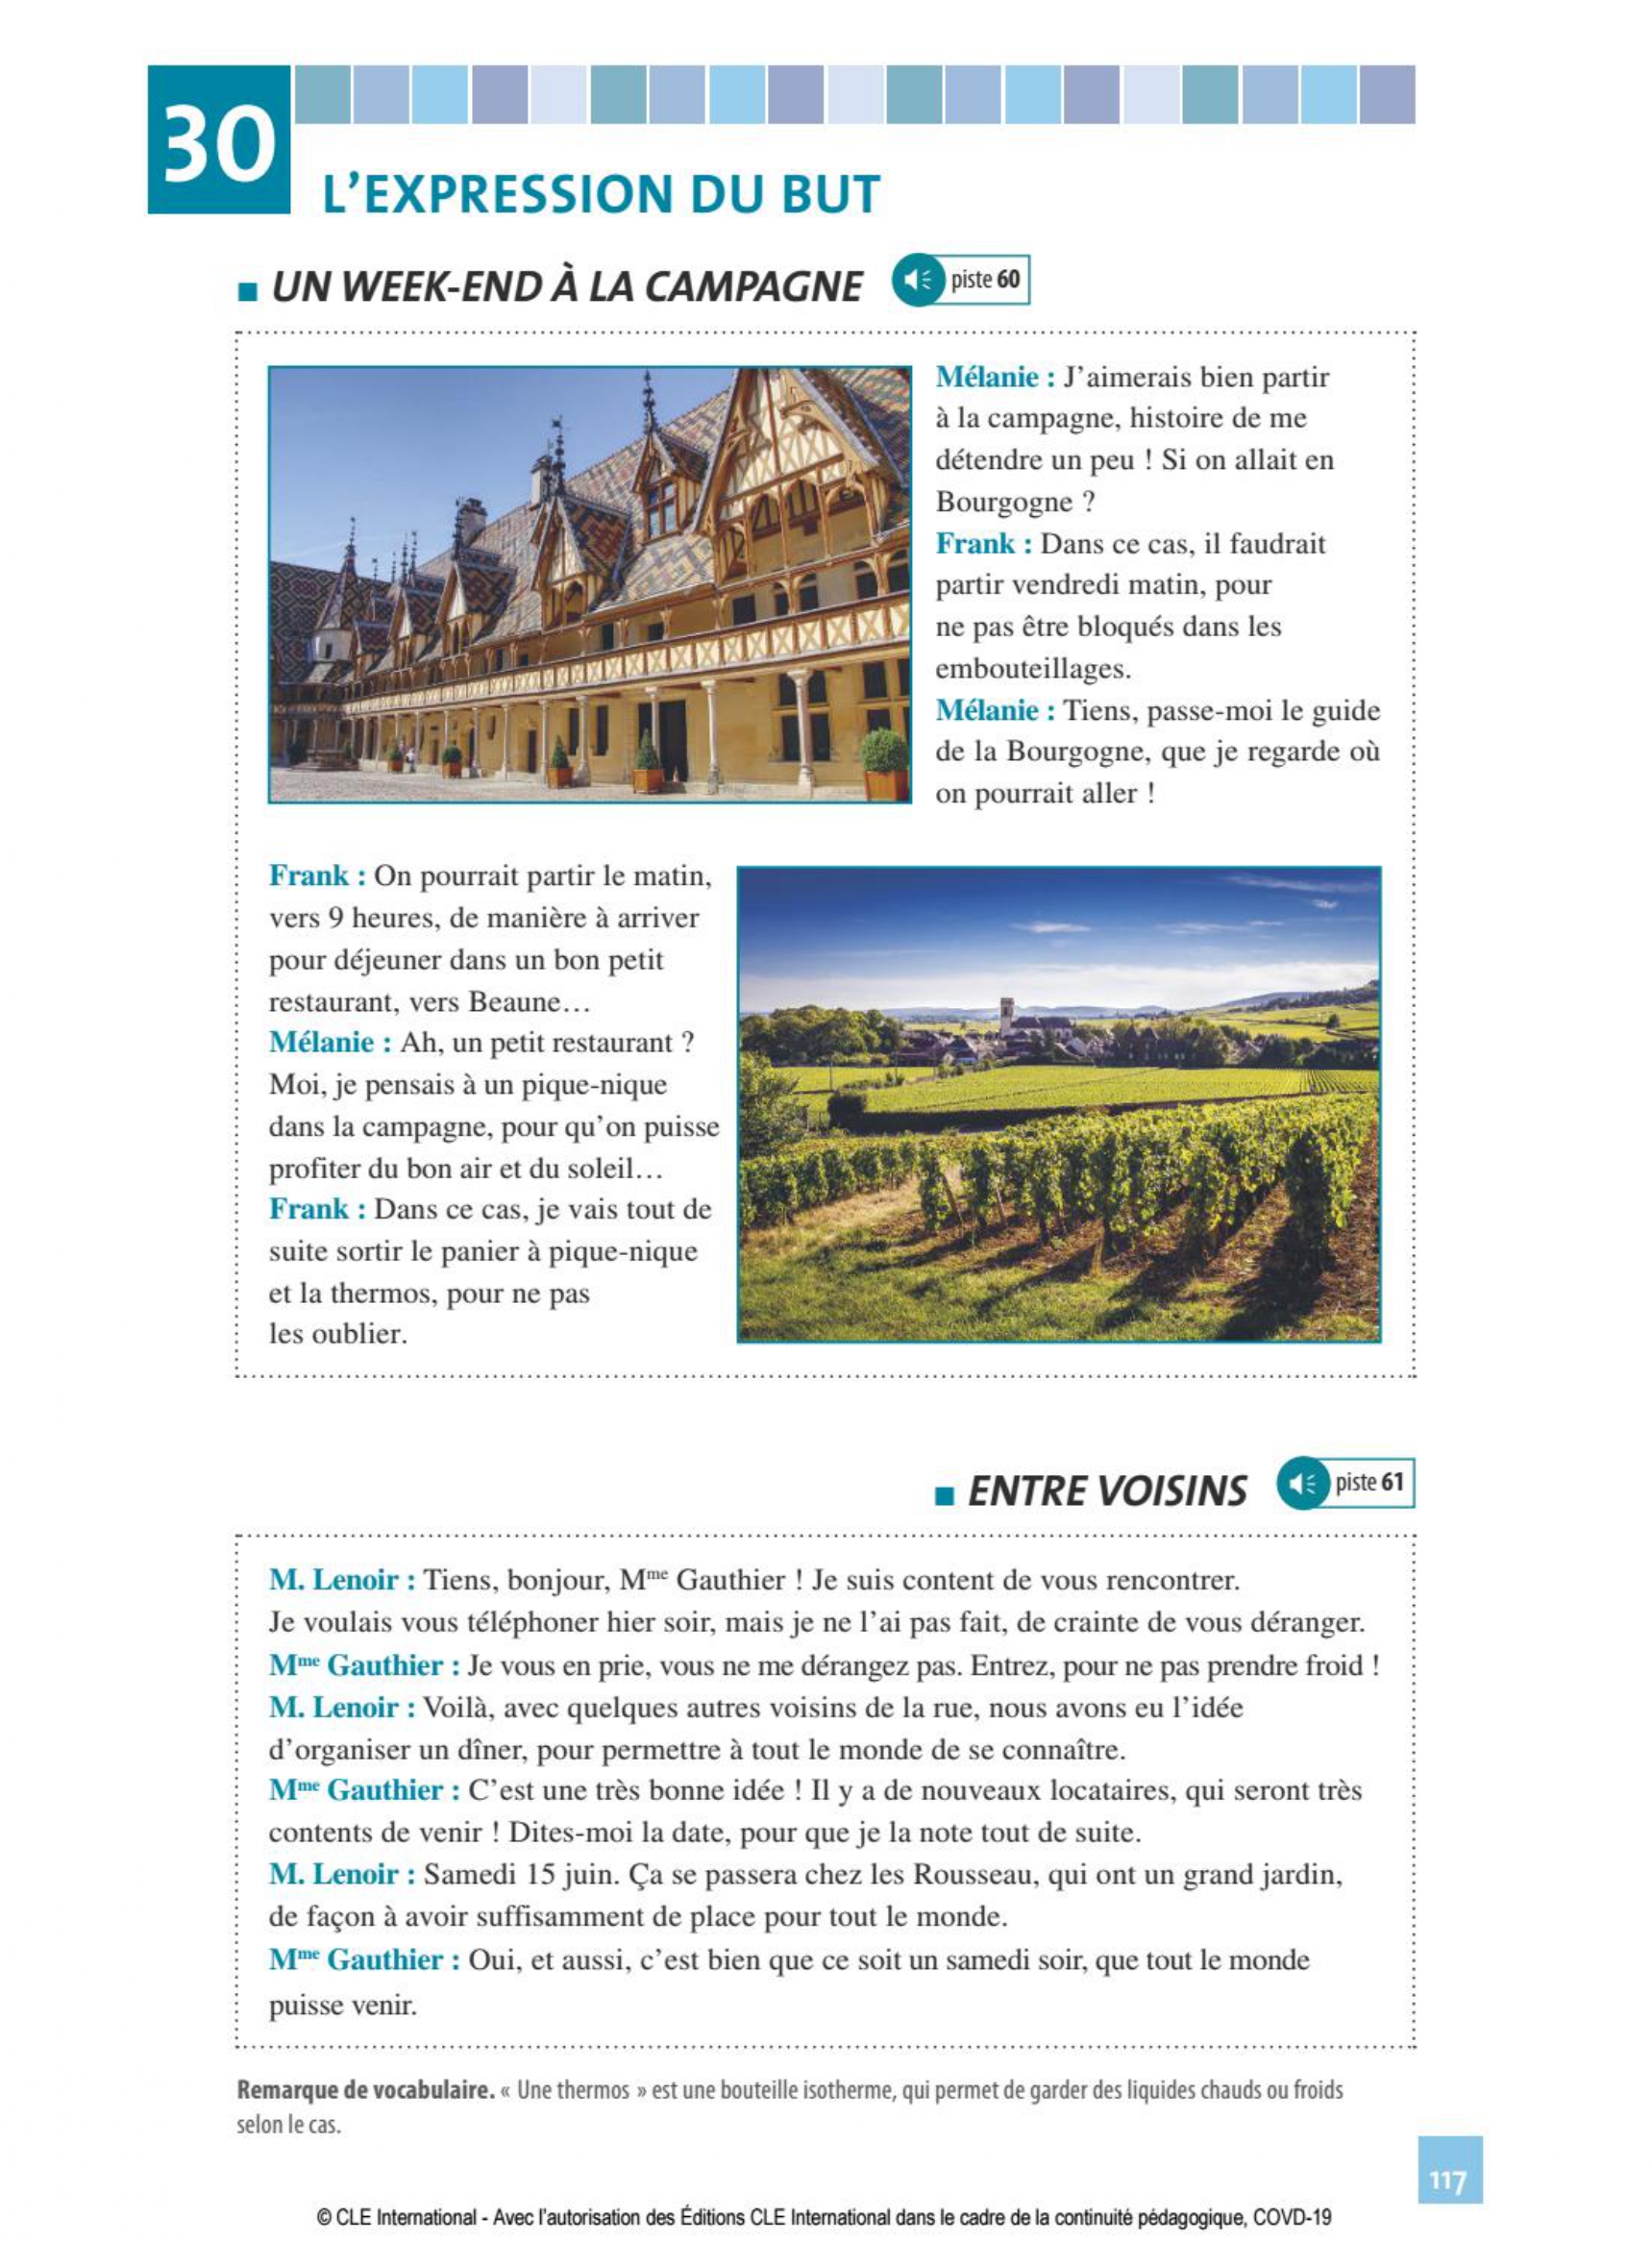 30
L'EXPRESSION DU BUT
UN WEEK-END À LA CAMPAGNE
piste 60
Mélanie : J'aimerais bien partir
à la campagne, histoire de me
détendre un peu ! Si on allait en
Bourgogne ?
Frank : Dans ce cas, il faudrait
partir vendredi matin, pour
ne pas être bloqués dans les
embouteillages.
Mélanie : Tiens, passe-moi le guide
de la Bourgogne, que je regarde où
on pourrait aller !
Frank : On pourrait partir le matin,
vers 9 heures, de manière à arriver
pour déjeuner dans un bon petit
restaurant, vers Beaune...
Mélanie : Ah, un petit restaurant ?
Moi, je pensais à un pique-nique
dans la campagne, pour qu'on puisse
profiter du bon air et du soleil...
Frank : Dans ce cas, je vais tout de
suite sortir le panier à pique-nique
et la thermos, pour ne pas
les oublier.
ENTRE VOISINS
piste 61
M. Lenoir : Tiens, bonjour, Mme Gauthier ! Je suis content de vous rencontrer.
Je voulais vous téléphoner hier soir, mais je ne l'ai pas fait, de crainte de vous déranger.
Mme Gauthier : Je vous en prie, vous ne me dérangez pas. Entrez, pour ne pas prendre froid !
M. Lenoir : Voilà, avec quelques autres voisins de la rue, nous avons eu l'idée
d'organiser un dîner, pour permettre à tout le monde de se connaître.
Mme Gauthier : C'est une très bonne idée ! Il y a de nouveaux locataires, qui seront très
contents de venir ! Dites-moi la date, pour que je la note tout de suite.
M. Lenoir : Samedi 15 juin. Ça se passera chez les Rousseau, qui ont un grand jardin,
de façon à avoir suffisamment de place pour tout le monde.
Mme Gauthier : Oui, et aussi, c'est bien que ce soit un samedi soir, que tout le monde
puisse venir.
Remarque de vocabulaire. « Une thermos » est une bouteille isotherme, qui permet de garder des liquides chauds ou froids
selon le cas.
117
© CLE International - Avec l'autorisation des Éditions CLE International dans le cadre de la continuité pédagogique, COVD-19